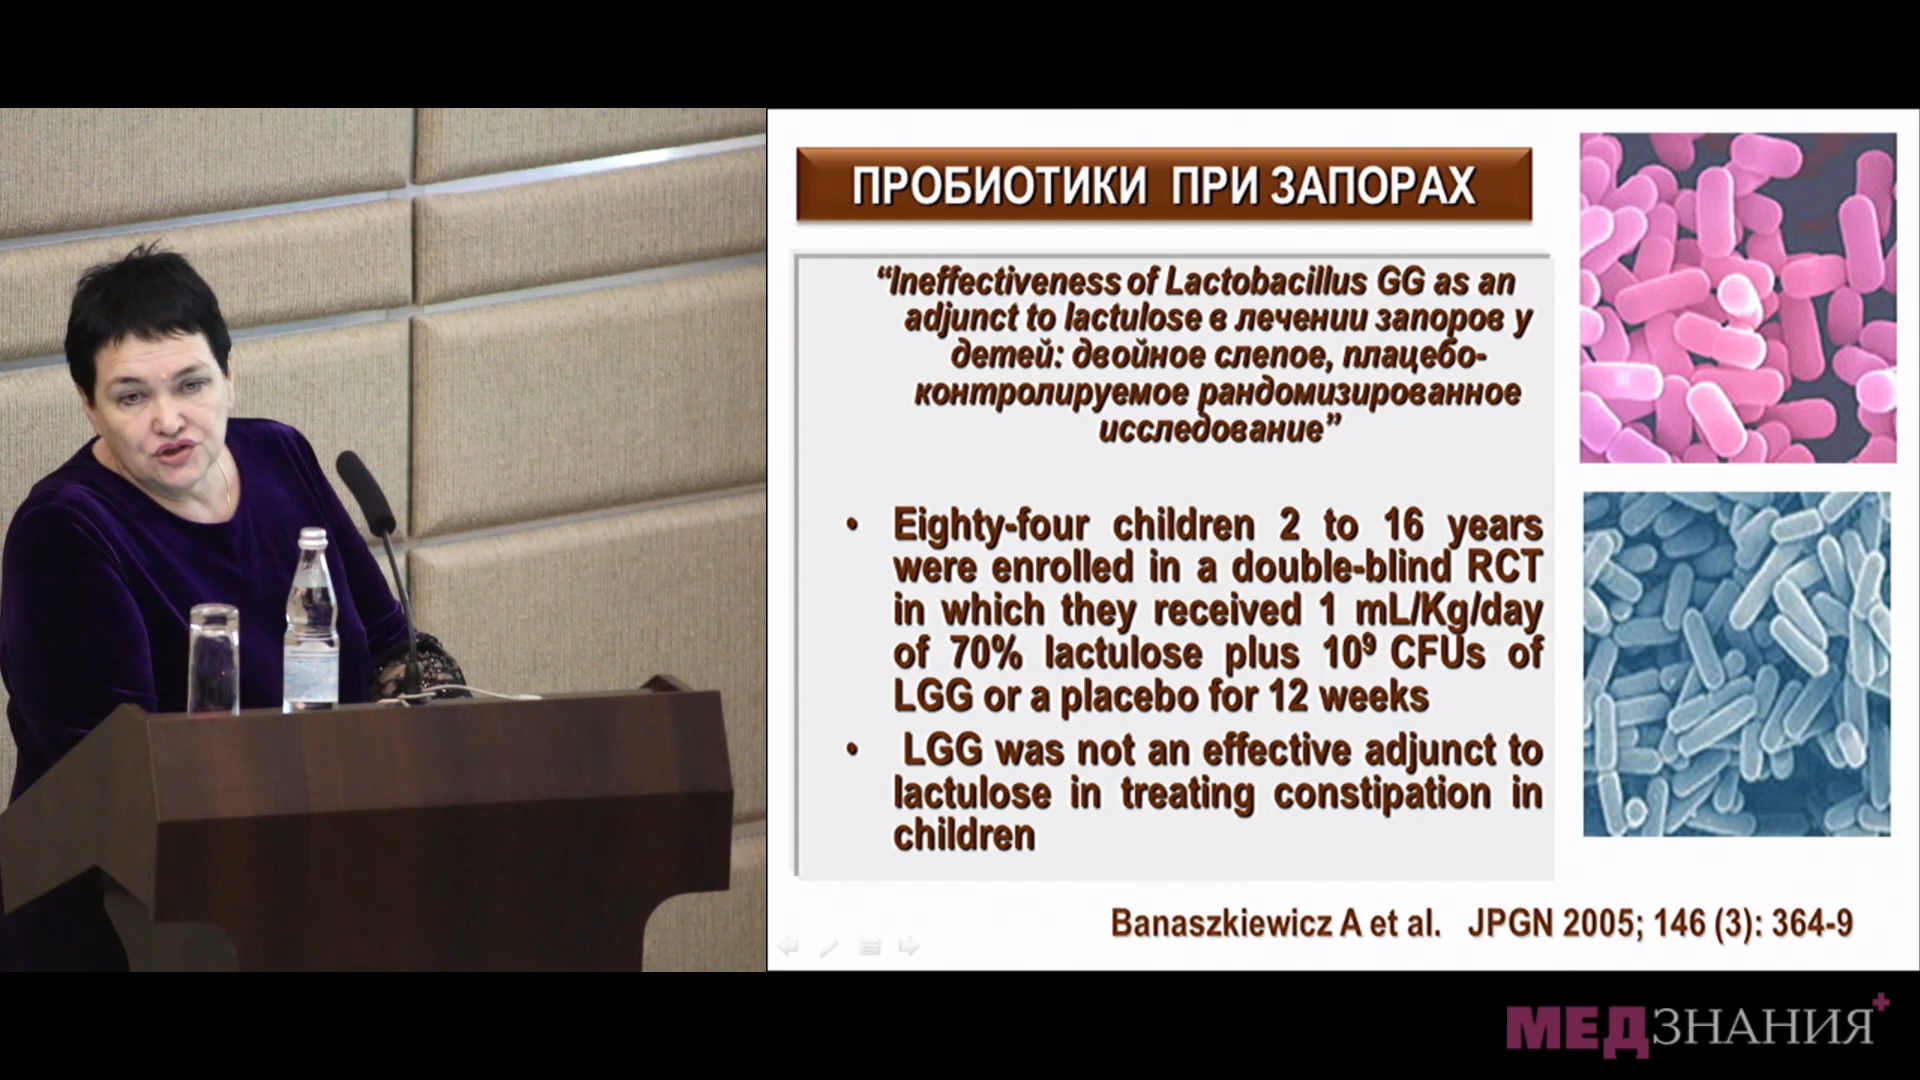 ПРОБИОТИКИ ПРИ ЗАПОРАХ
“Ineffectiveness of Lactobacillus GG as an
adjunct to lactulose в лечении запоров у
детей: двойное слепое, плацебо-
контролируемое рандомизированное
исследование”
• Eighty-four children 2 to 16 years
were enrolled in a double-blind RCT
in which they received 1 mL/Kg/day
of 70% lactulose plus 10⁹ CFUs of
LGG or a placebo for 12 weeks
• LGG was not an effective adjunct to
lactulose in treating constipation in
children
Banaszkiewicz A et al. JPGN 2005; 146 (3): 364-9
МЕДЗНАНИЯ+